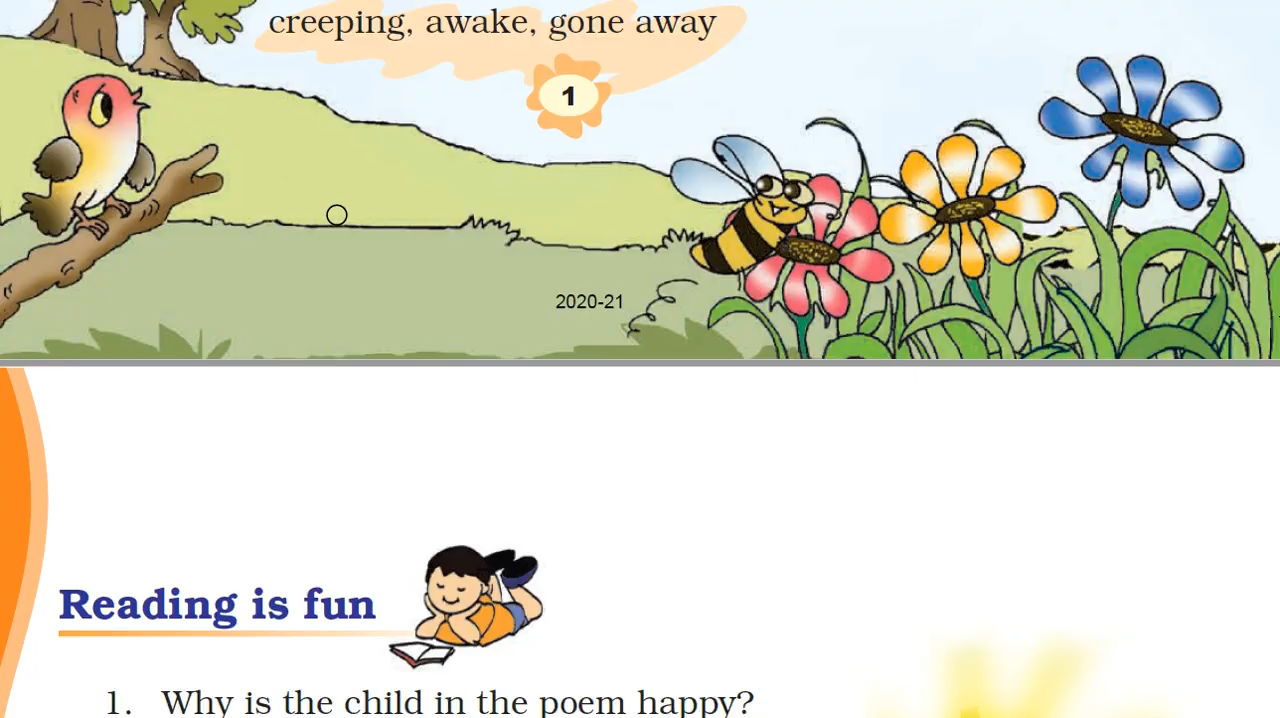 creeping, awake, gone away
1
2020-21
Reading is fun
1. Why is the child in the poem happy?